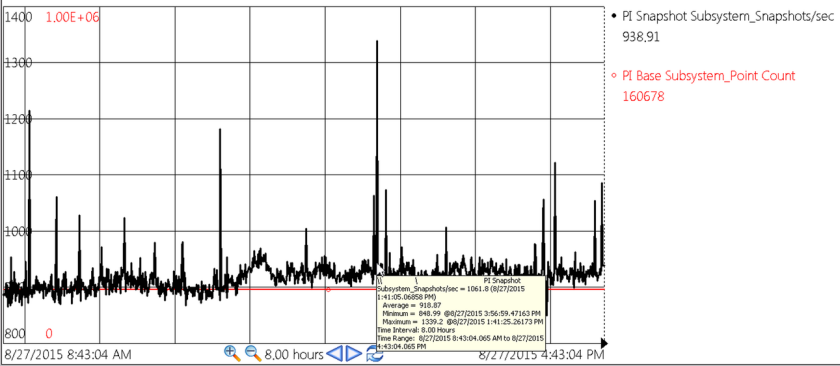 1400 1.00E+06
1300
1200
1100
1000
800 0
8/27/2015 8:43:04 AM 8.00 hours 8/27/2015 4:43:04 PM
• PI Snapshot Subsystem_Snapshots/sec
938.91
PI Base Subsystem_Point Count
160678
\\ \ PI Snapshot
Subsystem_Snapshots/sec = 1061.8 (8/27/2015
1:41:05.06858 PM)
Average = 918.87
Minimum = 848.99 @8/27/2015 3:56:59.47163 PM
Maximum = 1339.2 @8/27/2015 1:41:25.26173 PM
Time Interval: 8.00 Hours
Time Range: 8/27/2015 8:43:04.065 AM to 8/27/2015
4:43:04.065 PM